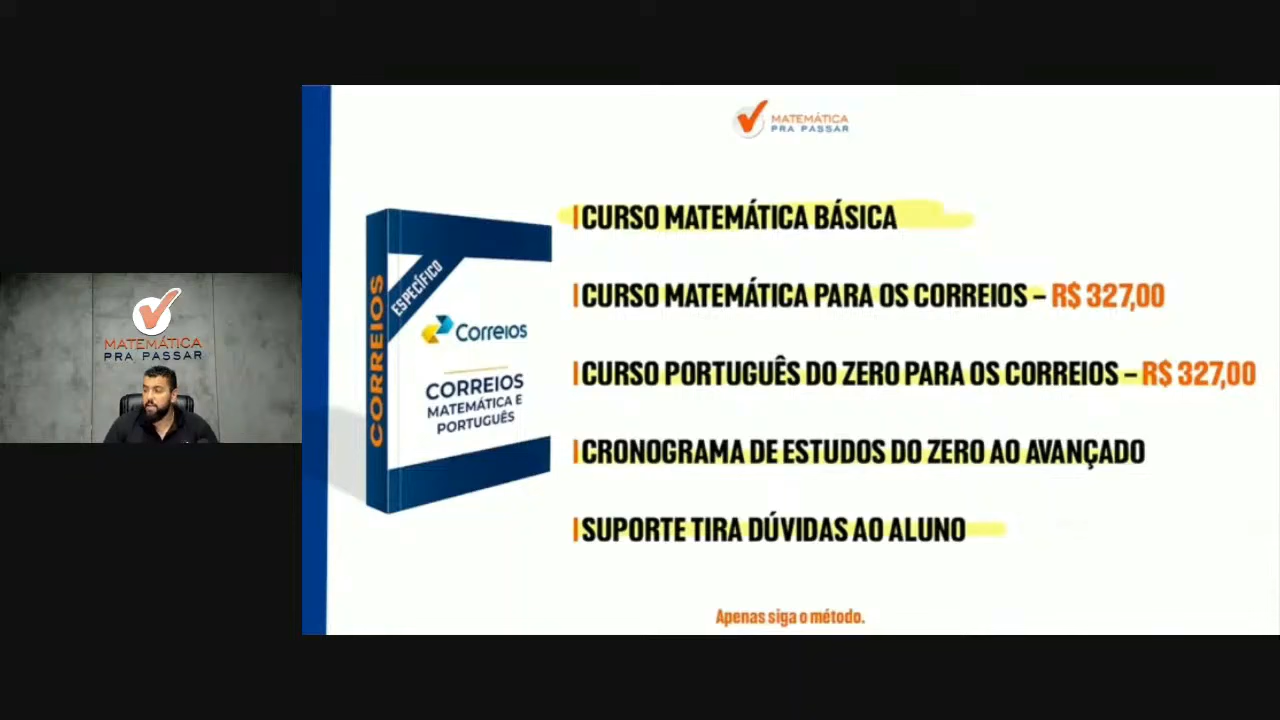 MATEMÁTICA
PRA PASSAR
MATEMÁTICA
PRA PASSAR
CORREIOS
ESPECÍFICO
Correios
CORREIOS
MATEMÁTICA E
PORTUGUÊS
CURSO MATEMÁTICA BÁSICA
CURSO MATEMÁTICA PARA OS CORREIOS – R$ 327,00
CURSO PORTUGUÊS DO ZERO PARA OS CORREIOS – R$ 327,00
CRONOGRAMA DE ESTUDOS DO ZERO AO AVANÇADO
SUPORTE TIRA DÚVIDAS AO ALUNO
Apenas siga o método.